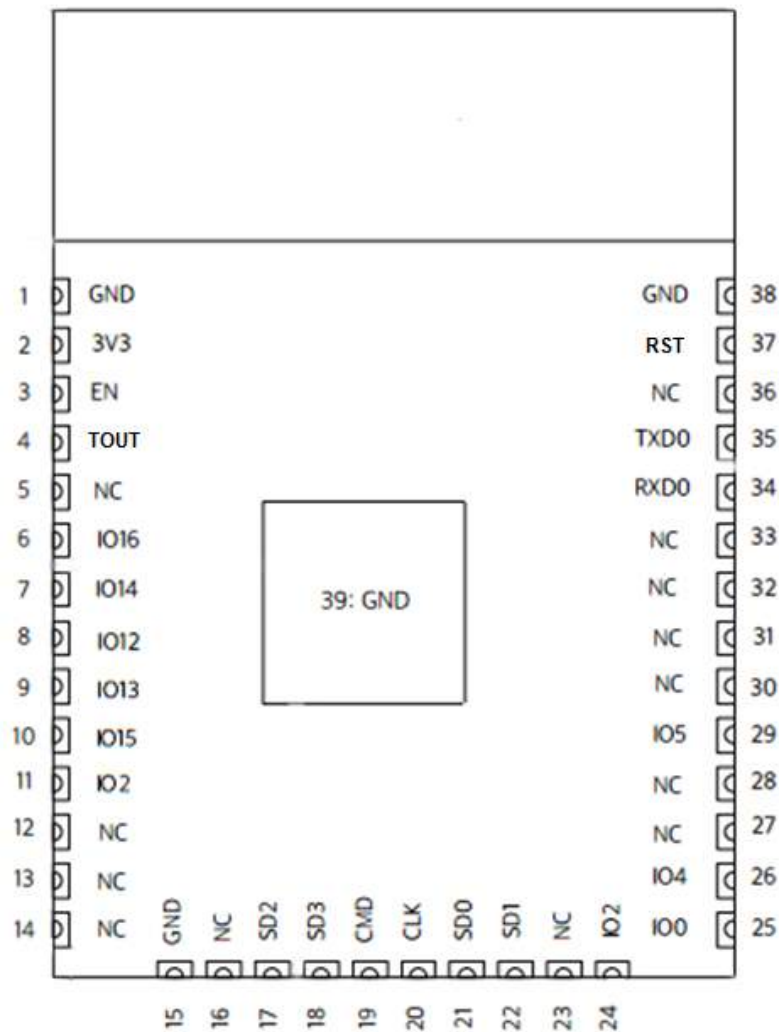 1 GND GND 38
2 3V3 RST 37
3 EN NC 36
4 TOUT TXD0 35
5 NC RXD0 34
6 IO16 NC 33
7 IO14 NC 32
39: GND
8 IO12 NC 31
9 IO13 NC 30
10 IO15 IO5 29
11 IO2 NC 28
12 NC NC 27
13 NC IO4 26
14 NC IO0 25
GND NC SD2 SD3 CMD CLK SD0 SD1 NC IO2
15 16 17 18 19 20 21 22 23 24